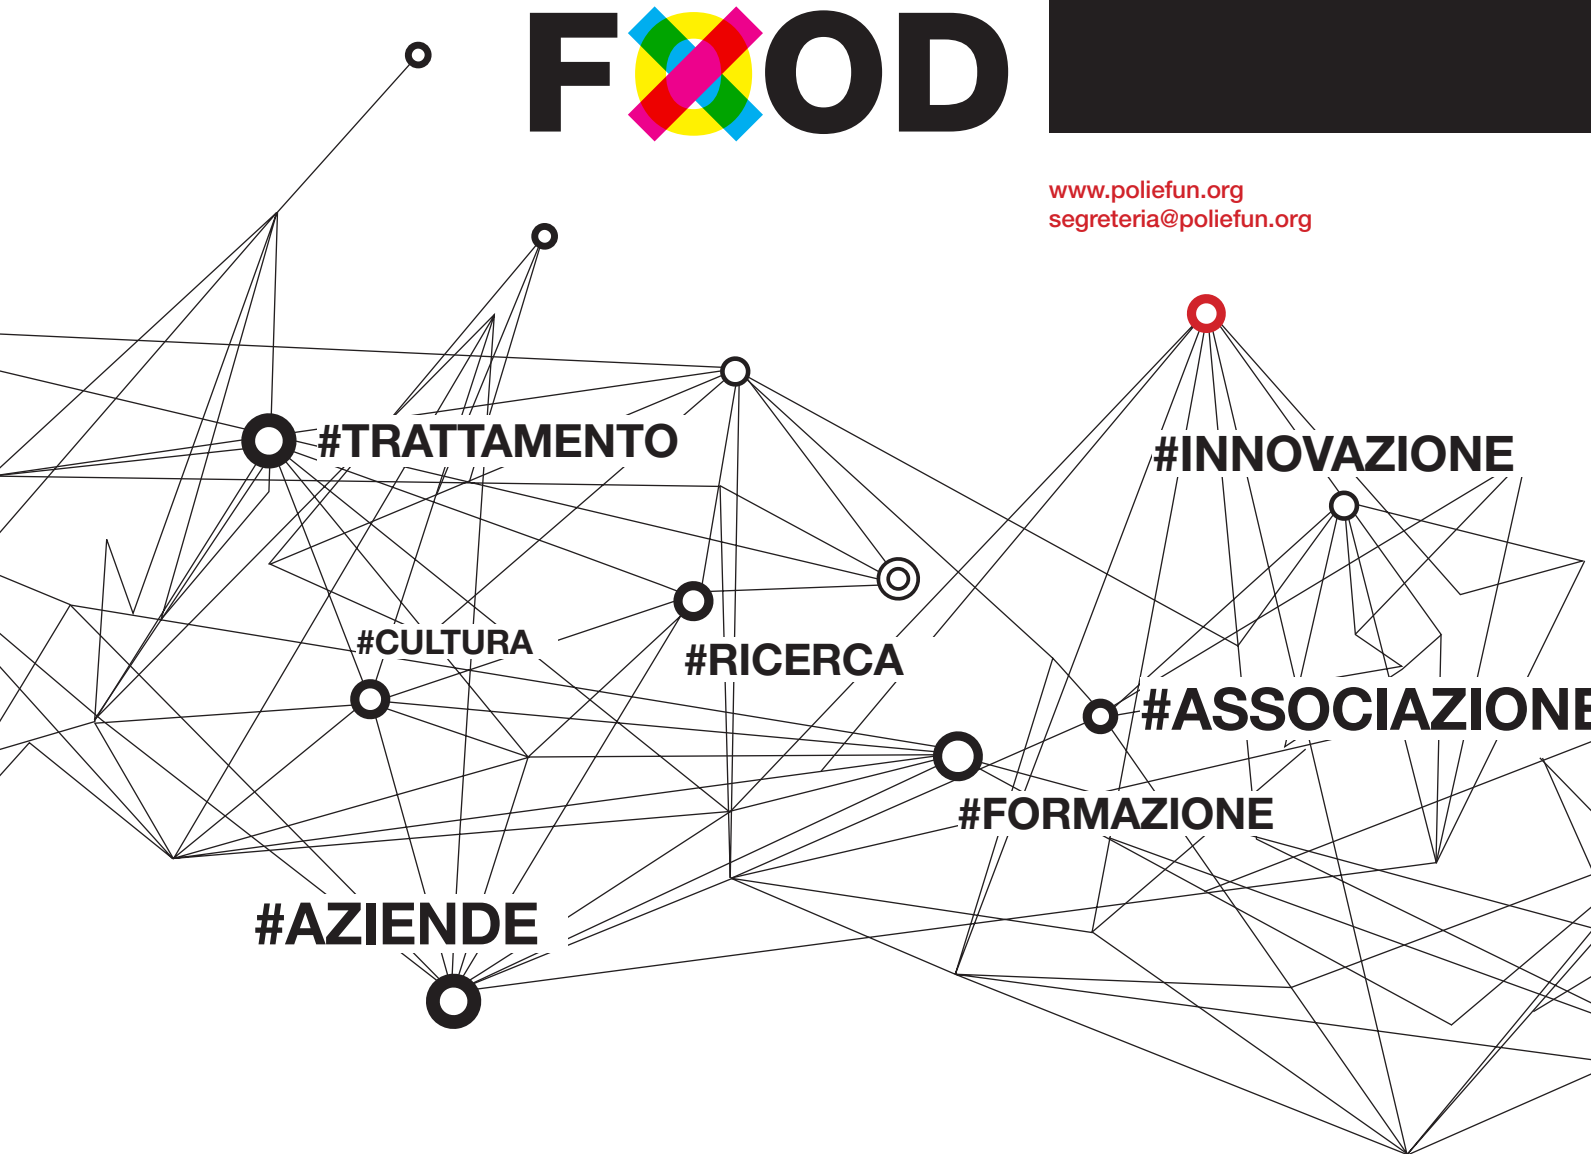 FOOD
www.poliefun.org
segreteria@poliefun.org
#TRATTAMENTO
#INNOVAZIONE
#CULTURA
#RICERCA
#ASSOCIAZIONE
#FORMAZIONE
#AZIENDE